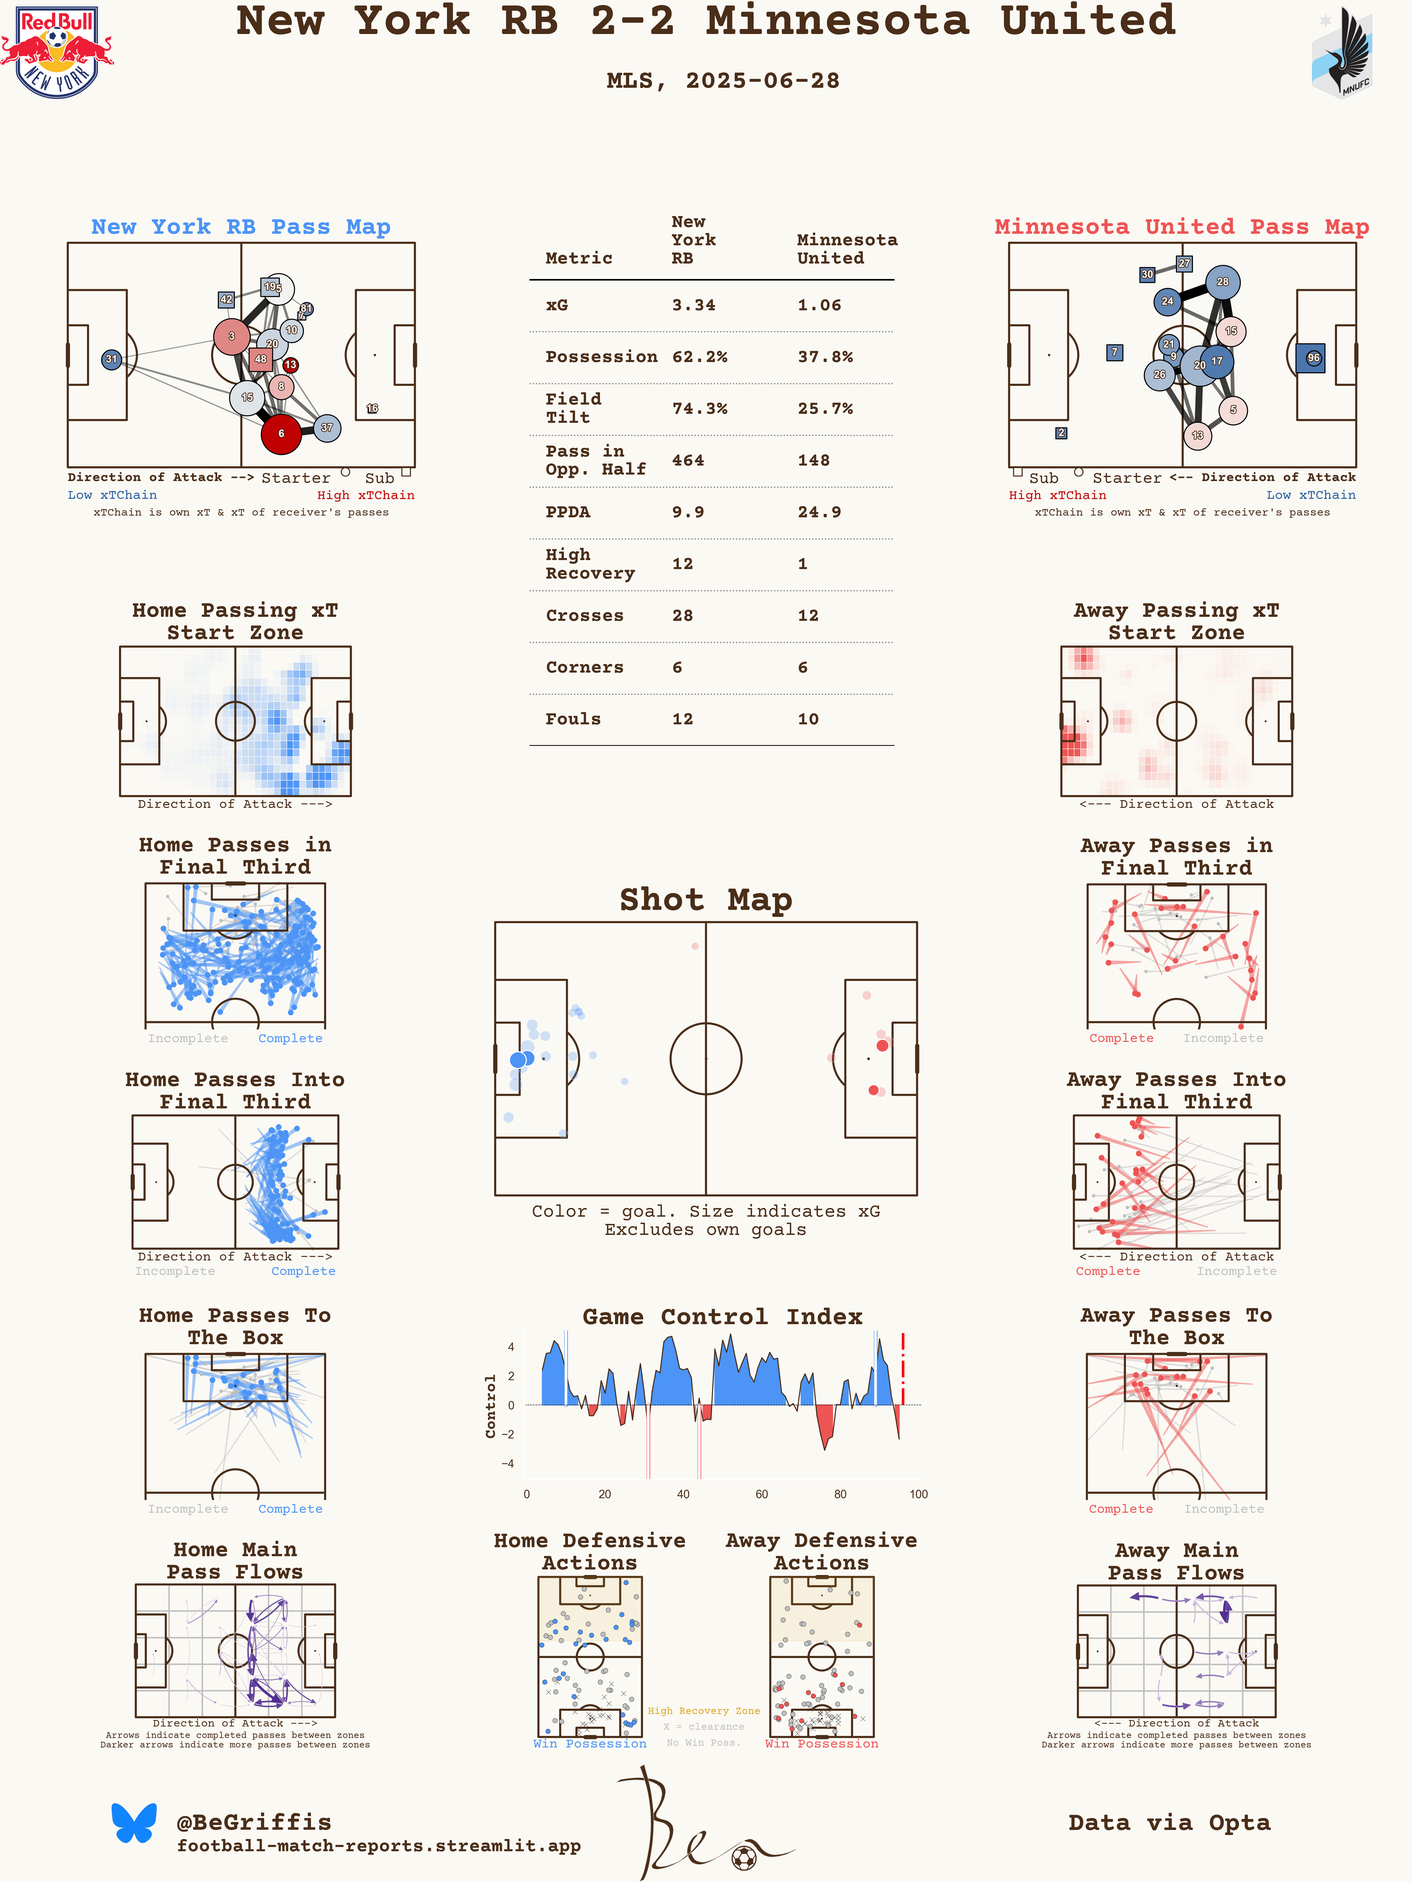 New York RB 2-2 Minnesota United
MLS, 2025-06-28
Red Bull
NEW YORK
MNUFC
New York RB Pass Map
31
42
19
5
81
10
3
20
48
13
8
15
6
37
16
Direction of Attack --> Starter Sub
Low xTChain High xTChain
xTChain is own xT & xT of receiver's passes
Metric New York RB Minnesota United
xG 3.34 1.06
Possession 62.2% 37.8%
Field Tilt 74.3% 25.7%
Pass in Opp. Half 464 148
PPDA 9.9 24.9
High Recovery 12 1
Crosses 28 12
Corners 6 6
Fouls 12 10
Minnesota United Pass Map
30
27
28
24
15
7
21
9
20
17
26
96
5
2
13
Sub Starter <-- Direction of Attack
High xTChain Low xTChain
xTChain is own xT & xT of receiver's passes
Home Passing xT
Start Zone
Direction of Attack --->
Away Passing xT
Start Zone
<--- Direction of Attack
Home Passes in
Final Third
Incomplete Complete
Away Passes in
Final Third
Complete Incomplete
Shot Map
Color = goal. Size indicates xG
Excludes own goals
Home Passes Into
Final Third
Direction of Attack --->
Incomplete Complete
Away Passes Into
Final Third
<--- Direction of Attack
Complete Incomplete
Home Passes To
The Box
Incomplete Complete
Game Control Index
Control
4
2
0
−2
−4
0 20 40 60 80 100
Away Passes To
The Box
Complete Incomplete
Home Main
Pass Flows
Direction of Attack --->
Arrows indicate completed passes between zones
Darker arrows indicate more passes between zones
Home Defensive
Actions
Win Possession
High Recovery Zone
X = clearance
No Win Poss.
Away Defensive
Actions
Win Possession
Away Main
Pass Flows
<--- Direction of Attack
Arrows indicate completed passes between zones
Darker arrows indicate more passes between zones
@BeGriffis
football-match-reports.streamlit.app
Ben
Data via Opta